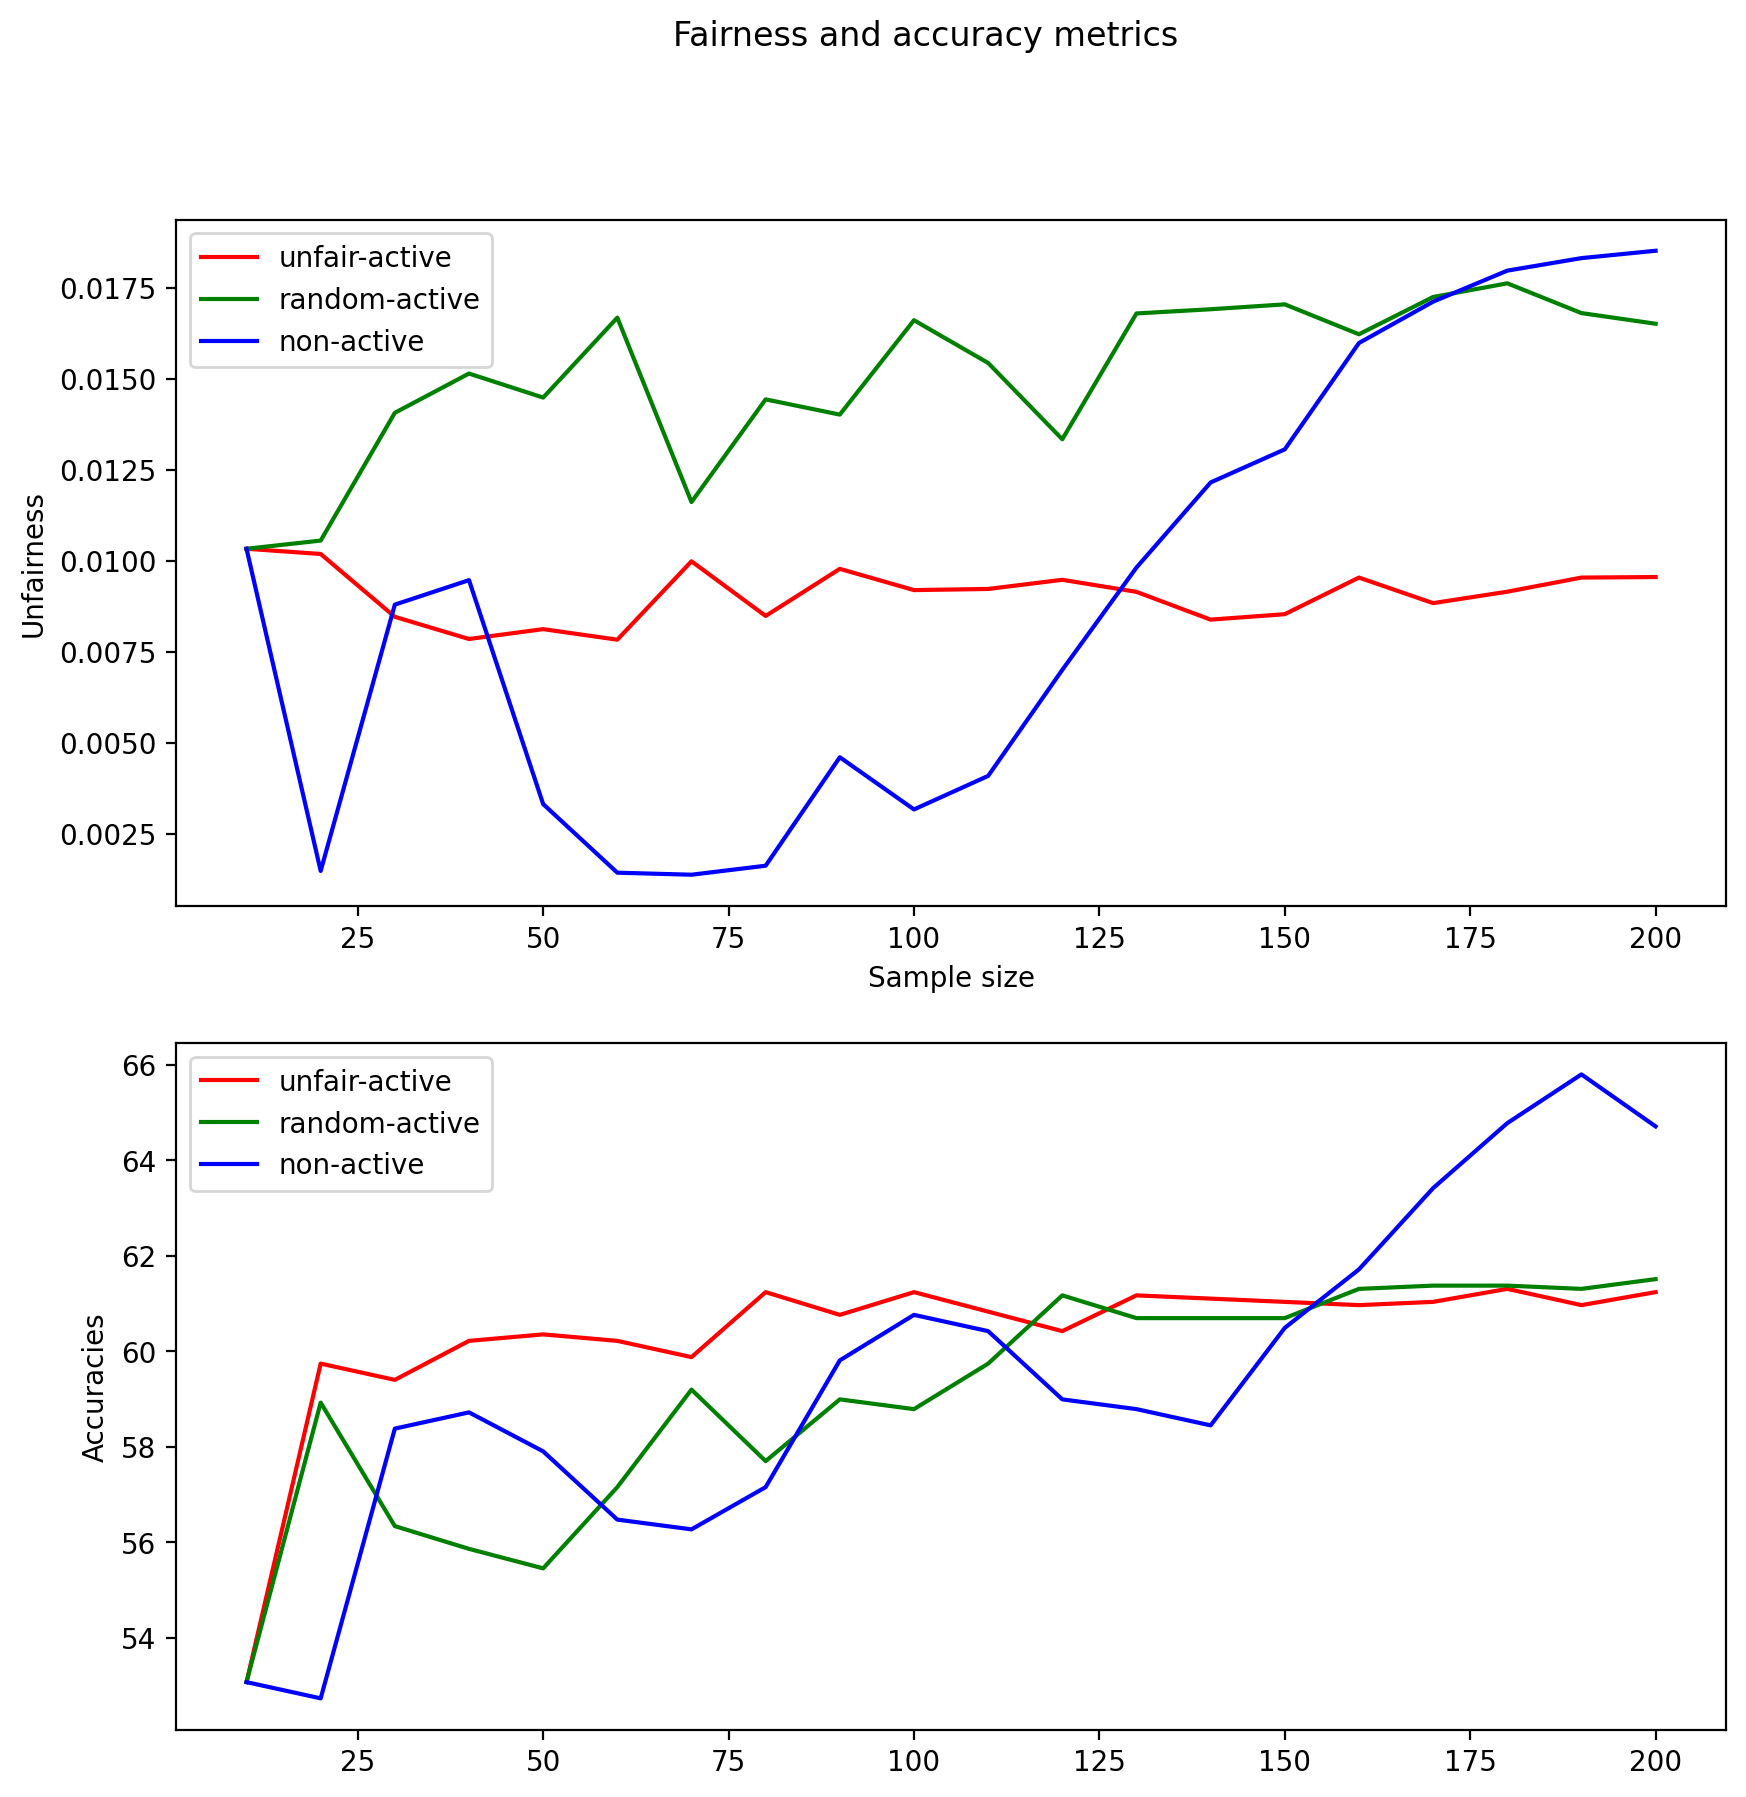 Fairness and accuracy metrics
unfair-active
random-active
non-active
0.0175
0.0150
0.0125
0.0100
0.0075
0.0050
0.0025
Unfairness
25 50 75 100 125 150 175 200
Sample size
unfair-active
random-active
non-active
66
64
62
60
58
56
54
Accuracies
25 50 75 100 125 150 175 200